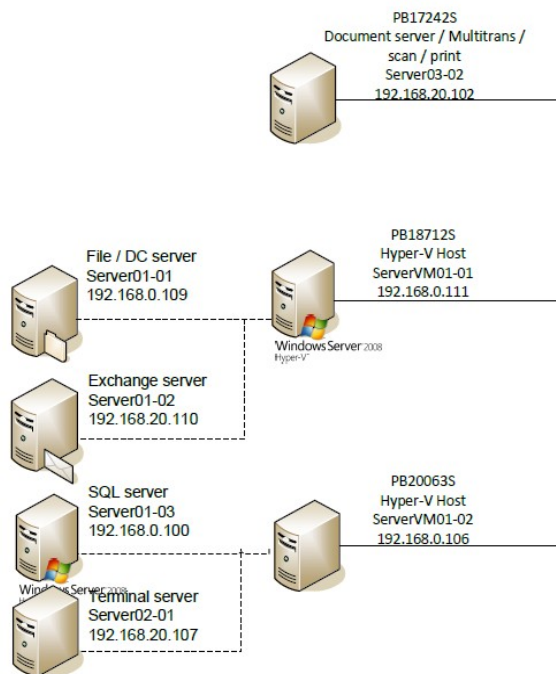 PB17242S
Document server / Multitrans /
scan / print
Server03-02
192.168.20.102
PB18712S
Hyper-V Host
ServerVM01-01
192.168.0.111
Windows Server 2008
Hyper-V
File / DC server
Server01-01
192.168.0.109
Exchange server
Server01-02
192.168.20.110
PB20063S
Hyper-V Host
ServerVM01-02
192.168.0.106
SQL server
Server01-03
192.168.0.100
Windows Server 2008
Terminal server
Server02-01
192.168.20.107